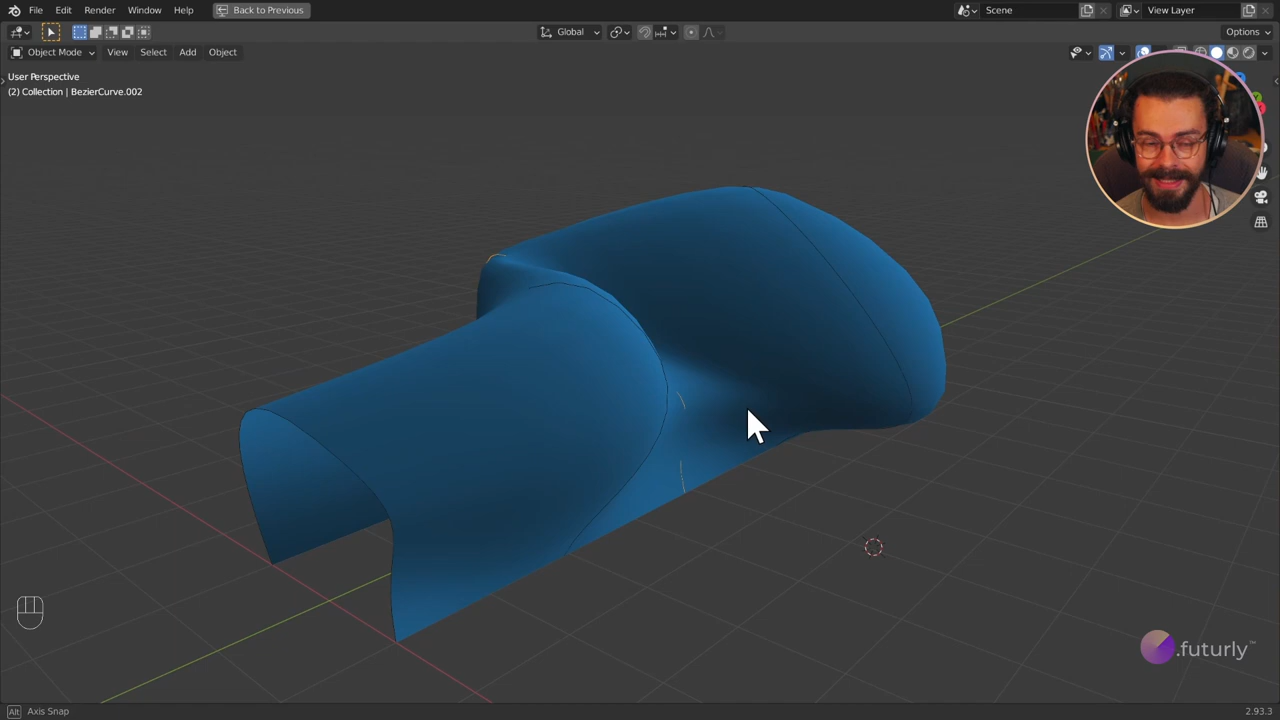 File Edit Render Window Help Back to Previous Scene View Layer
Global Options
Object Mode View Select Add Object
User Perspective
(2) Collection | BezierCurve.002
.futurly™
Alt Axis Snap 2.93.3